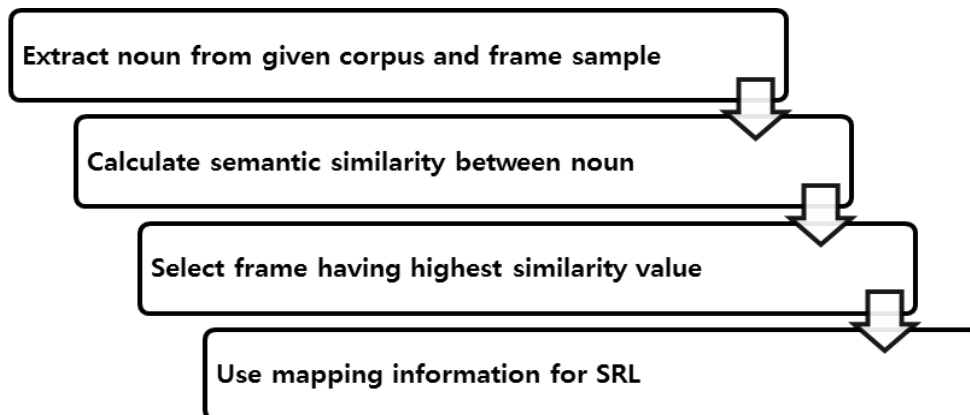 Extract noun from given corpus and frame sample
Calculate semantic similarity between noun
Select frame having highest similarity value
Use mapping information for SRL